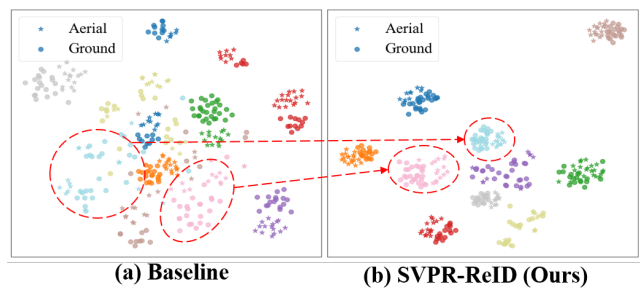 Aerial
Ground
Aerial
Ground
(a) Baseline
(b) SVPR-ReID (Ours)